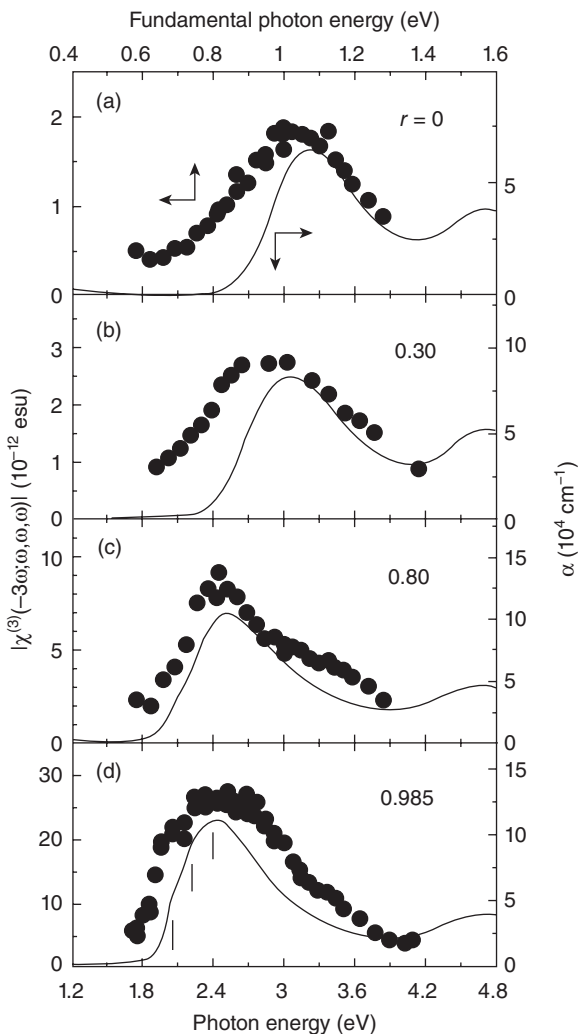 Fundamental photon energy (eV)
0.4 0.6 0.8 1 1.2 1.4 1.6
(a)
r = 0
2
1
0
5
0
(b)
0.30
3
2
1
0
10
5
0
(c)
0.80
10
5
0
15
10
5
0
(d)
0.985
30
20
10
0
15
10
5
0
|χ(3)(−3ω;ω,ω,ω)| (10−12 esu)
α (104 cm−1)
1.2 1.8 2.4 3.0 3.6 4.2 4.8
Photon energy (eV)